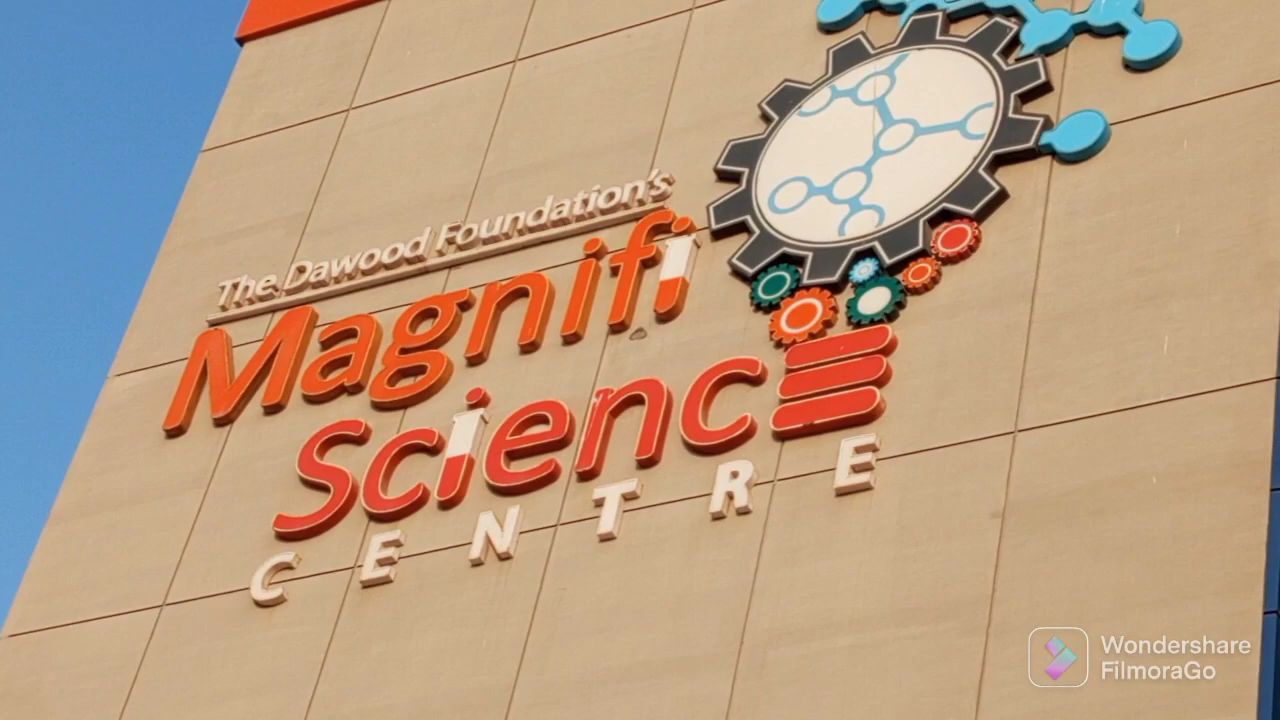 The Dawood Foundation's
Magnifi
Science
CENTRE
Wondershare
FilmoraGo